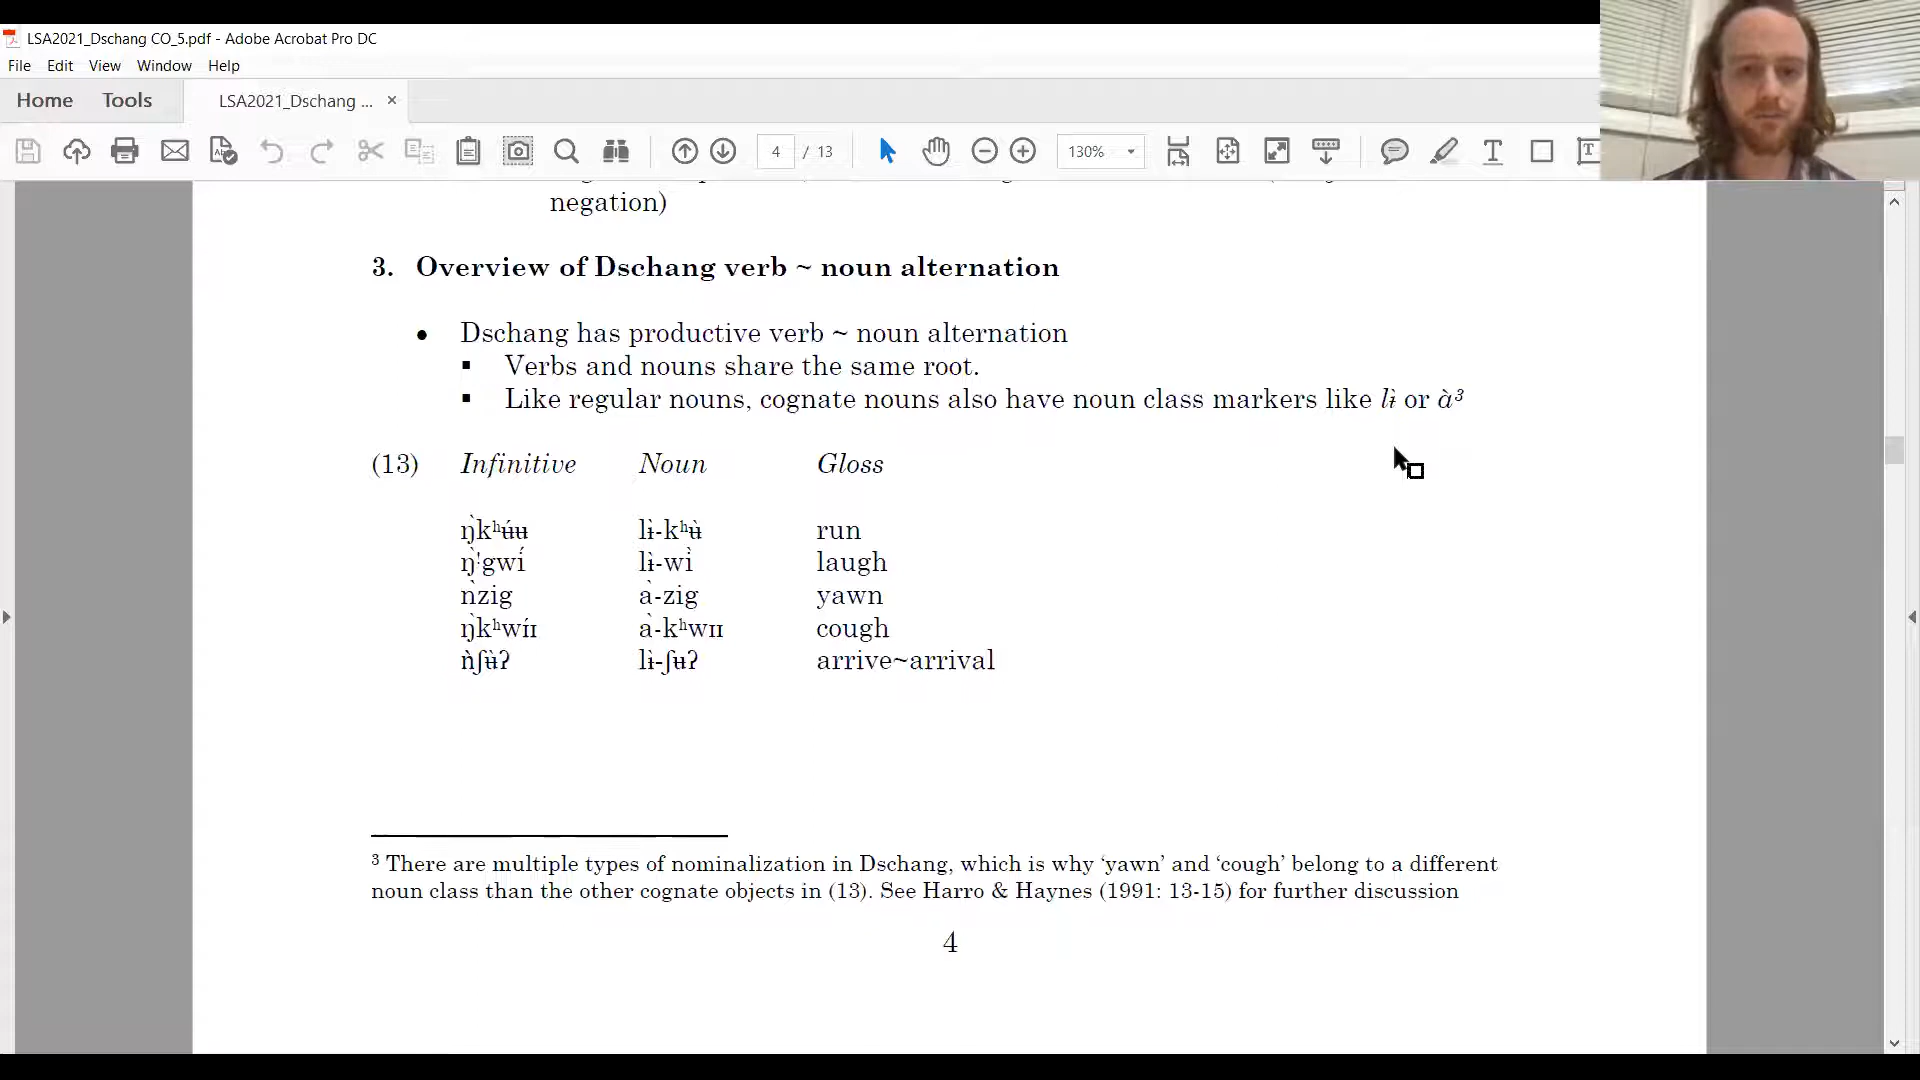 LSA2021_Dschang CO_5.pdf - Adobe Acrobat Pro DC
File Edit View Window Help
Home Tools LSA2021_Dschang ... ×
4 / 13 130%
negation)
3. Overview of Dschang verb ~ noun alternation
• Dschang has productive verb ~ noun alternation
▪ Verbs and nouns share the same root.
▪ Like regular nouns, cognate nouns also have noun class markers like lɨ̀ or à³
(13) Infinitive Noun Gloss
ŋ̀kʰʉ́ʉ lɨ̀-kʰʉ̀ run
ŋ̀ꜝgwí lɨ̀-wì laugh
ǹzig à-zig yawn
ŋ̀kʰwíɪ à-kʰwɪɪ cough
ǹʃʉ̀ʔ lɨ̀-ʃʉʔ arrive~arrival
³ There are multiple types of nominalization in Dschang, which is why ‘yawn’ and ‘cough’ belong to a different
noun class than the other cognate objects in (13). See Harro & Haynes (1991: 13-15) for further discussion
4